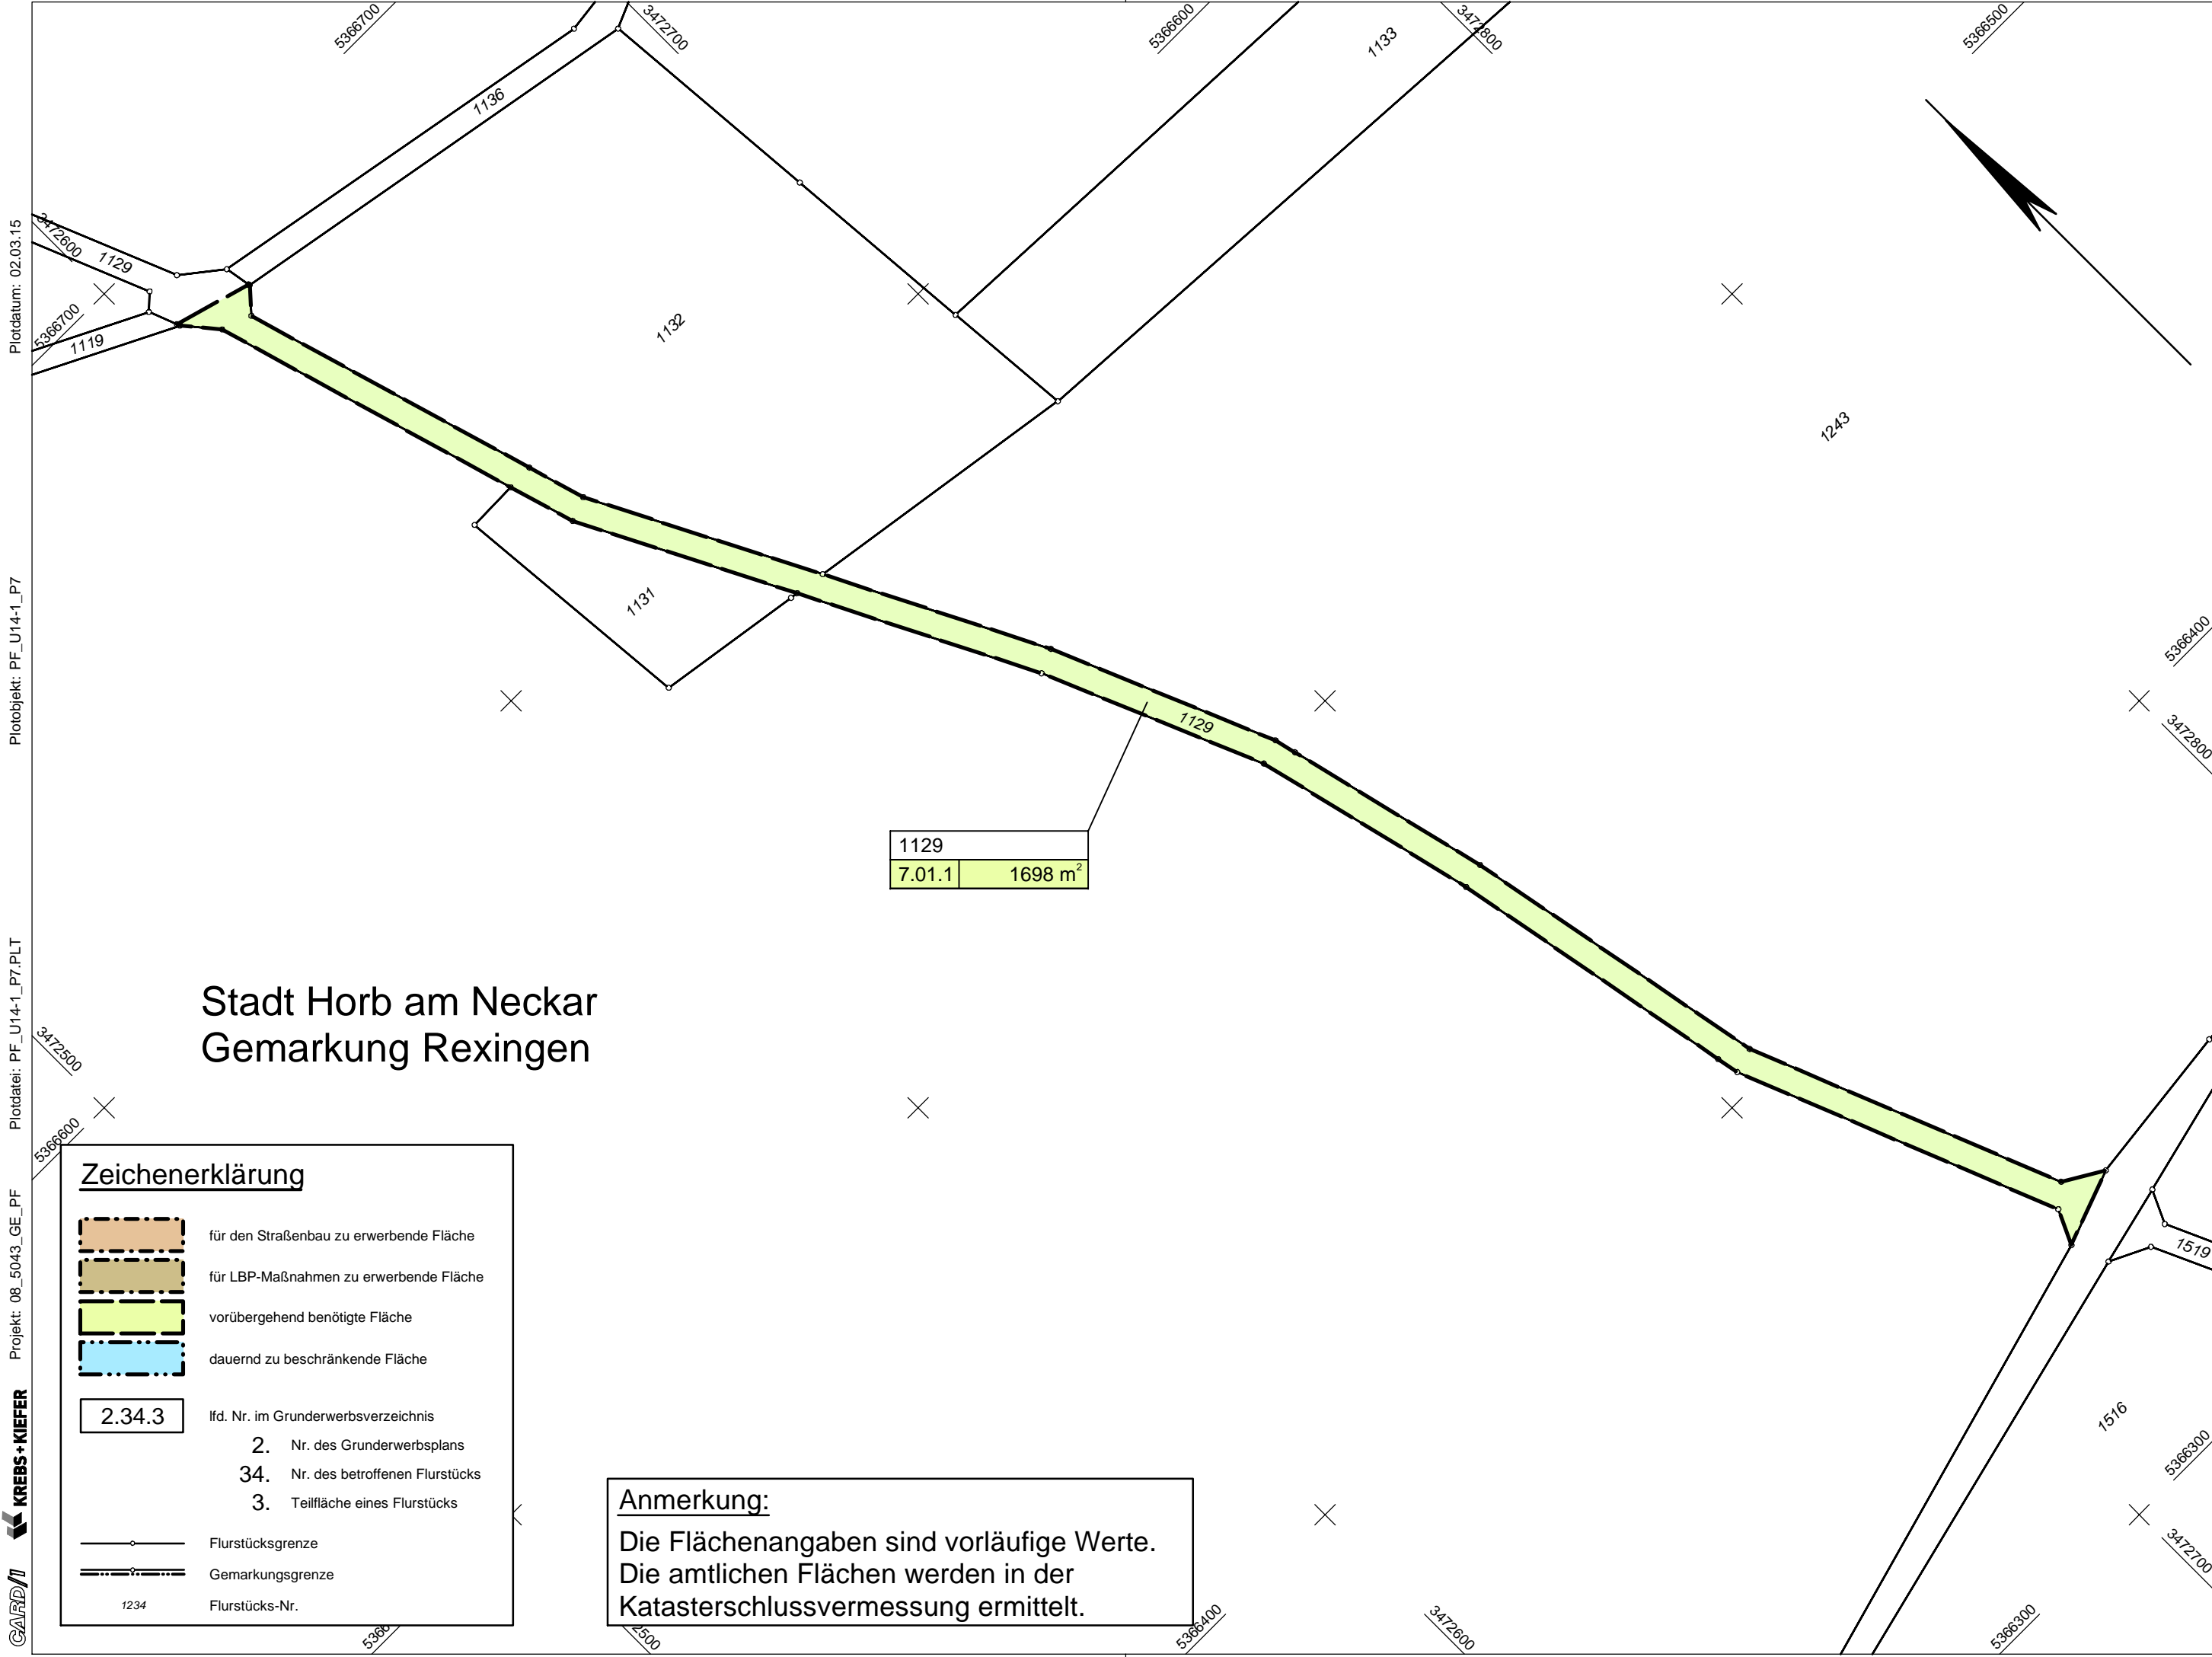 5366700
3472700
5366600
3472800
5366500
1133
1136
3472600
1129
5366700
1119
1132
1243
1131
5366400
1129
3472800
1129
7.01.1 1698 m²
Stadt Horb am Neckar
Gemarkung Rexingen
3472500
5366600
1519
1516
5366300
3472700
Zeichenerklärung
für den Straßenbau zu erwerbende Fläche
für LBP-Maßnahmen zu erwerbende Fläche
vorübergehend benötigte Fläche
dauernd zu beschränkende Fläche
2.34.3 lfd. Nr. im Grunderwerbsverzeichnis
2. Nr. des Grunderwerbsplans
34. Nr. des betroffenen Flurstücks
3. Teilfläche eines Flurstücks
Flurstücksgrenze
Gemarkungsgrenze
1234 Flurstücks-Nr.
Anmerkung:
Die Flächenangaben sind vorläufige Werte.
Die amtlichen Flächen werden in der
Katasterschlussvermessung ermittelt.
5366400
3472600
5366300
Plotdatum: 02.03.15
Plotobjekt: PF_U14-1_P7
Plotdatei: PF_U14-1_P7.PLT
Projekt: 08_5043_GE_PF
KREBS+KIEFER
CARD/1